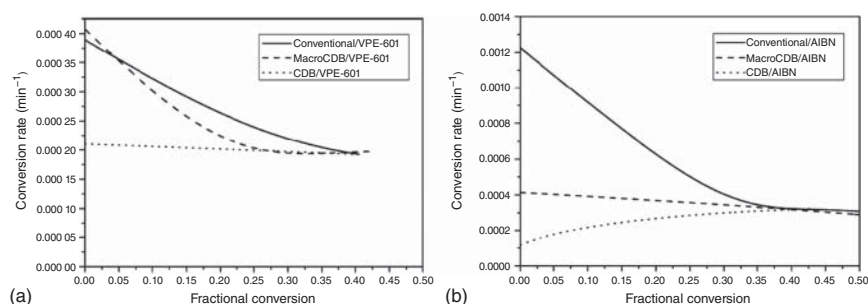 Conversion rate (min⁻¹)
0.000 40
0.000 35
0.000 30
0.000 25
0.000 20
0.000 15
0.000 10
0.000 05
0.000 00
Conventional/VPE-601
MacroCDB/VPE-601
CDB/VPE-601
0.00 0.05 0.10 0.15 0.20 0.25 0.30 0.35 0.40 0.45 0.50
(a) Fractional conversion
Conversion rate (min⁻¹)
0.0014
0.0012
0.0010
0.0008
0.0006
0.0004
0.0002
0.0000
Conventional/AIBN
MacroCDB/AIBN
CDB/AIBN
0.00 0.05 0.10 0.15 0.20 0.25 0.30 0.35 0.40 0.45 0.50
(b) Fractional conversion